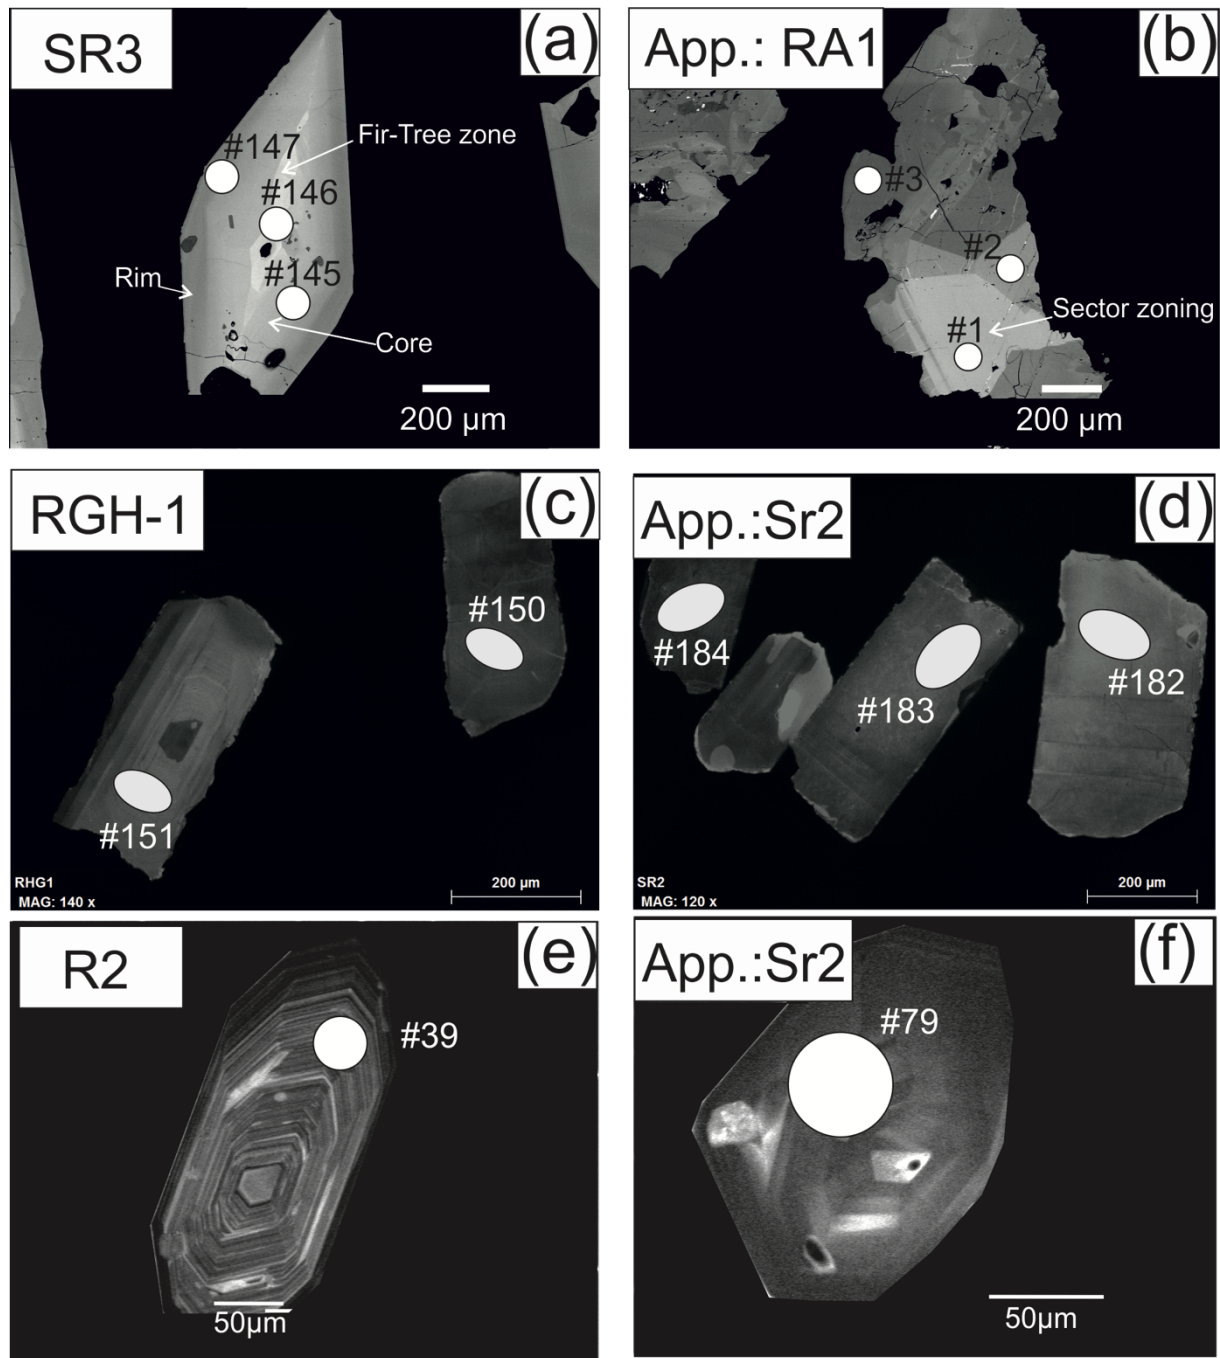 SR3
(a)
#147
Fir-Tree zone
#146
#145
Rim
Core
200 µm
App.: RA1
(b)
#3
#2
#1
Sector zoning
200 µm
RGH-1
(c)
#150
#151
RHG1
MAG: 140 x
200 µm
App.:Sr2
(d)
#184
#183
#182
SR2
MAG: 120 x
200 µm
R2
(e)
#39
50µm
App.:Sr2
(f)
#79
50µm